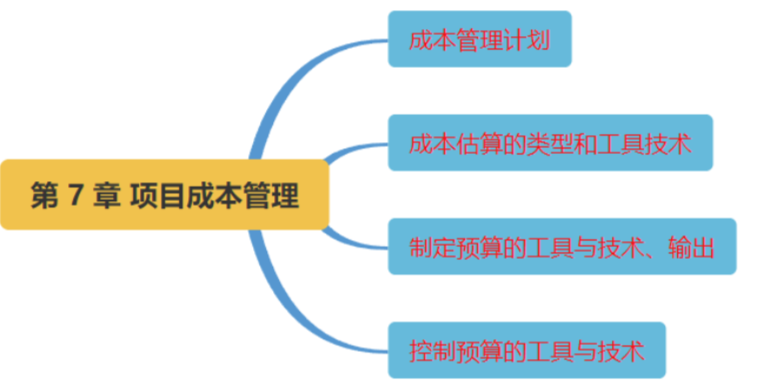 成本管理计划
成本估算的类型和工具技术
第 7 章 项目成本管理
制定预算的工具与技术、输出
控制预算的工具与技术